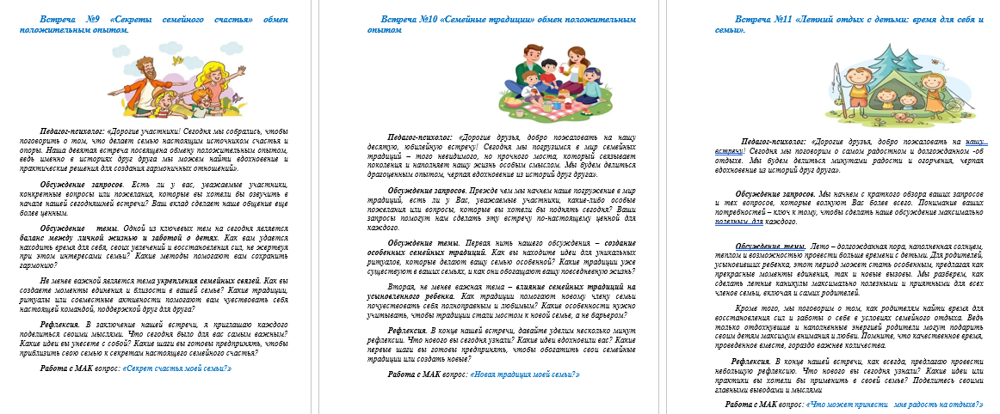 Встреча №9 «Секреты семейного счастья» обмен
положительным опытом.
Педагог-психолог: «Дорогие участники! Сегодня мы собрались, чтобы
поговорить о том, что делает семью настоящим источником счастья и
опоры. Наша девятая встреча посвящена обмену положительным опытом,
ведь именно в историях друг друга мы можем найти вдохновение и
практические решения для создания гармоничных отношений».
Обсуждение запросов. Есть ли у вас, уважаемые участники,
конкретные вопросы или пожелания, которые вы хотели бы озвучить в
начале нашей сегодняшней встречи? Ваш вклад сделает наше общение еще
более ценным.
Обсуждение темы. Одной из ключевых тем на сегодня является
баланс между личной жизнью и заботой о детях. Как вам удается
находить время для себя, своих увлечений и восстановления сил, не жертвуя
при этом интересами семьи? Какие методы помогают вам сохранить
гармонию?
Не менее важной является тема укрепления семейных связей. Как вы
создаете моменты единения и близости в вашей семье? Какие традиции,
ритуалы или совместные активности помогают вам чувствовать себя
настоящей командой, поддержкой друг для друга?
Рефлексия. В заключение нашей встречи, я приглашаю каждого
поделиться своими мыслями. Что сегодня было для вас самым важным?
Какие идеи вы унесете с собой? Какие шаги вы готовы предпринять, чтобы
приблизить свою семью к секретам настоящего семейного счастья?
Работа с МАК вопрос: «Секрет счастья моей семьи?»
Встреча №10 «Семейные традиции» обмен положительным
опытом
Педагог-психолог: «Дорогие друзья, добро пожаловать на нашу
десятую, юбилейную встречу! Сегодня мы погрузимся в мир семейных
традиций – того невидимого, но прочного моста, который связывает
поколения и наполняет нашу жизнь особым смыслом. Мы будем делиться
драгоценным опытом, черпая вдохновение из историй друг друга».
Обсуждение запросов. Прежде чем мы начнем наше погружение в мир
традиций, есть ли у Вас, уважаемые участники, какие-либо особые
пожелания или вопросы, которые вы хотели бы поднять сегодня? Ваши
запросы помогут нам сделать эту встречу по-настоящему ценной для
каждого.
Обсуждение темы. Первая нить нашего обсуждения – создание
особенных семейных традиций. Как вы находите идеи для уникальных
ритуалов, которые делают вашу семью особенной? Какие традиции уже
существуют в ваших семьях, и как они обогащают вашу повседневную жизнь?
Вторая, не менее важная тема – влияние семейных традиций на
усыновленного ребенка. Как традиции помогают новому члену семьи
почувствовать себя полноправным и любимым? Какие особенности нужно
учитывать, чтобы традиции стали мостом к новой семье, а не барьером?
Рефлексия. В конце нашей встречи, давайте уделим несколько минут
рефлексии. Что нового вы сегодня узнали? Какие идеи вдохновили вас? Какие
первые шаги вы готовы предпринять, чтобы обогатить свои семейные
традиции или создать новые?
Работа с МАК вопрос: «Новая традиция моей семьи?»
Встреча №11 «Летний отдых с детьми: время для себя и
семьи».
Педагог-психолог: «Дорогие друзья, добро пожаловать на нашу
встречу! Сегодня мы поговорим о самом радостном и долгожданном -об
отдыхе. Мы будем делиться минутами радости и огорчения, черпая
вдохновение из историй друг друга».
Обсуждение запросов. Мы начнем с краткого обзора ваших запросов
и тех вопросов, которые волнуют Вас более всего. Понимание ваших
потребностей – ключ к тому, чтобы сделать наше обсуждение максимально
полезным для каждого.
Обсуждение темы. Лето – долгожданная пора, наполненная солнцем,
теплом и возможностью провести больше времени с детьми. Для родителей,
усыновивших ребенка, этот период может стать особенным, предлагая как
прекрасные моменты единения, так и новые вызовы. Мы разберем, как
сделать летние каникулы максимально полезными и приятными для всех
членов семьи, включая и самих родителей.
Кроме того, мы поговорим о том, как родителям найти время для
восстановления сил и заботы о себе в условиях семейного отдыха. Ведь
только отдохнувшие и наполненные энергией родители могут подарить
своим детям максимум внимания и любви. Помните, что качественное время,
проведенное вместе, гораздо важнее количества.
Рефлексия. В конце нашей встречи, как всегда, предлагаю провести
небольшую рефлексию. Что нового вы сегодня узнали? Какие идеи или
практики вы хотели бы применить в своей семье? Поделитесь своими
главными выводами и мыслями
Работа с МАК вопрос: «Что может принести мне радость на отдыхе?»